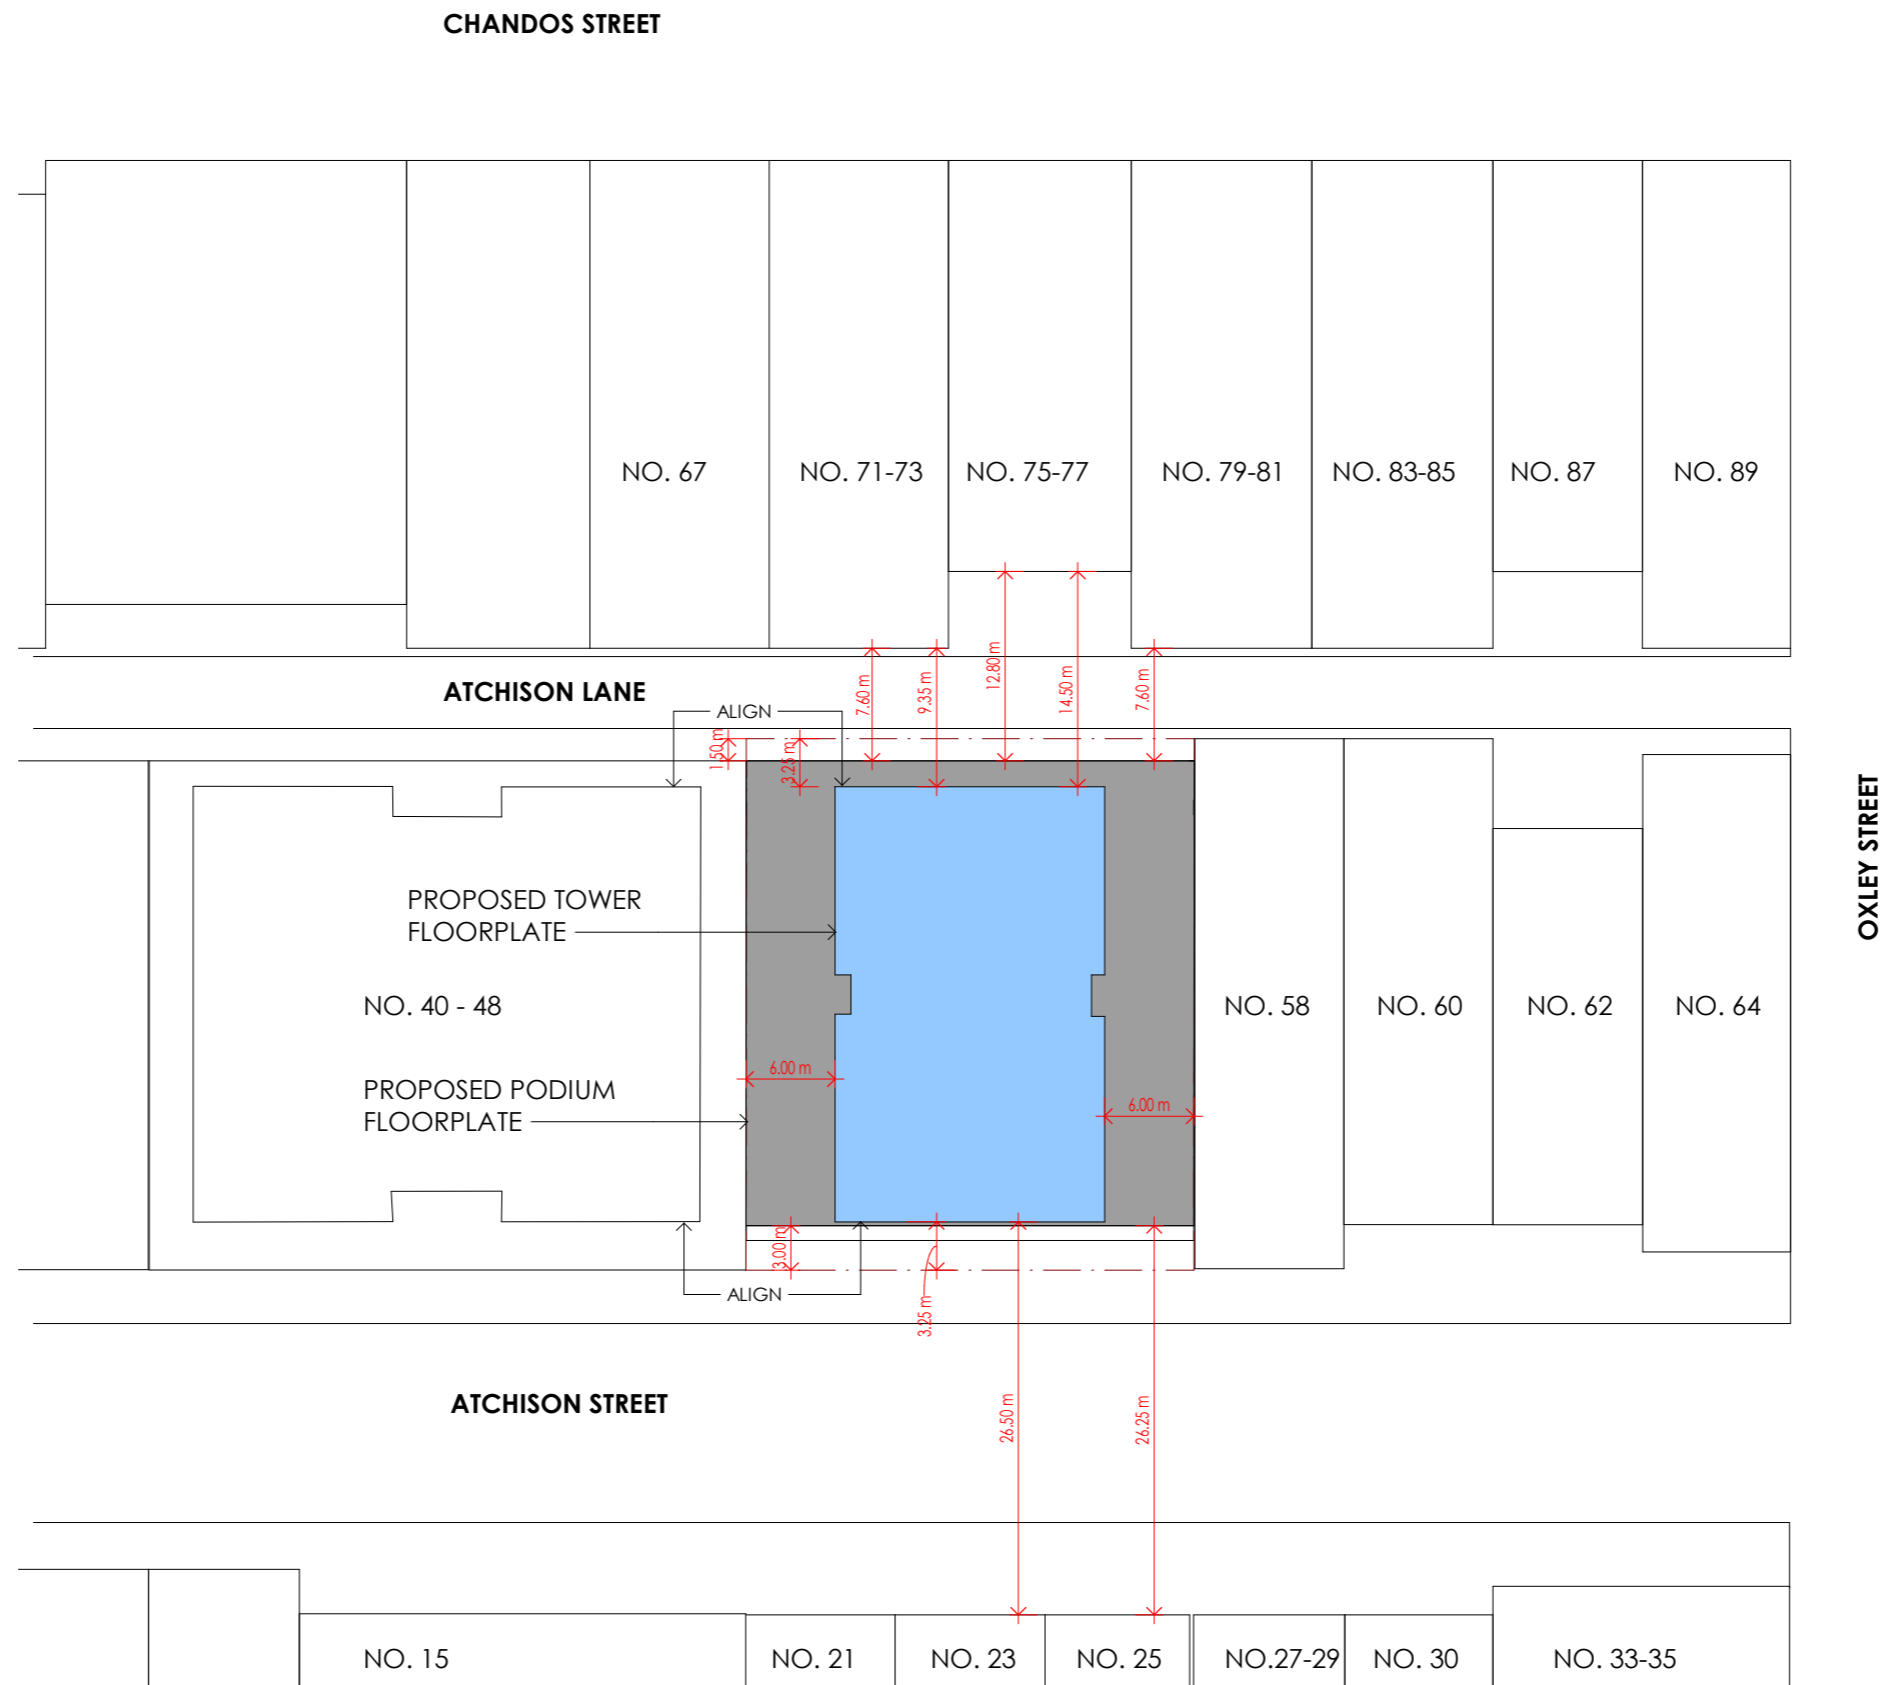 CHANDOS STREET
NO. 67
NO. 71-73
NO. 75-77
NO. 79-81
NO. 83-85
NO. 87
NO. 89
7.60 m
9.35 m
12.80 m
14.50 m
7.60 m
ATCHISON LANE
ALIGN
1.50 m
3.25 m
OXLEY STREET
PROPOSED TOWER
FLOORPLATE
NO. 40 - 48
NO. 58
NO. 60
NO. 62
NO. 64
6.00 m
PROPOSED PODIUM
FLOORPLATE
6.00 m
3.00 m
ALIGN
3.25 m
ATCHISON STREET
26.50 m
26.25 m
NO. 15
NO. 21
NO. 23
NO. 25
NO.27-29
NO. 30
NO. 33-35